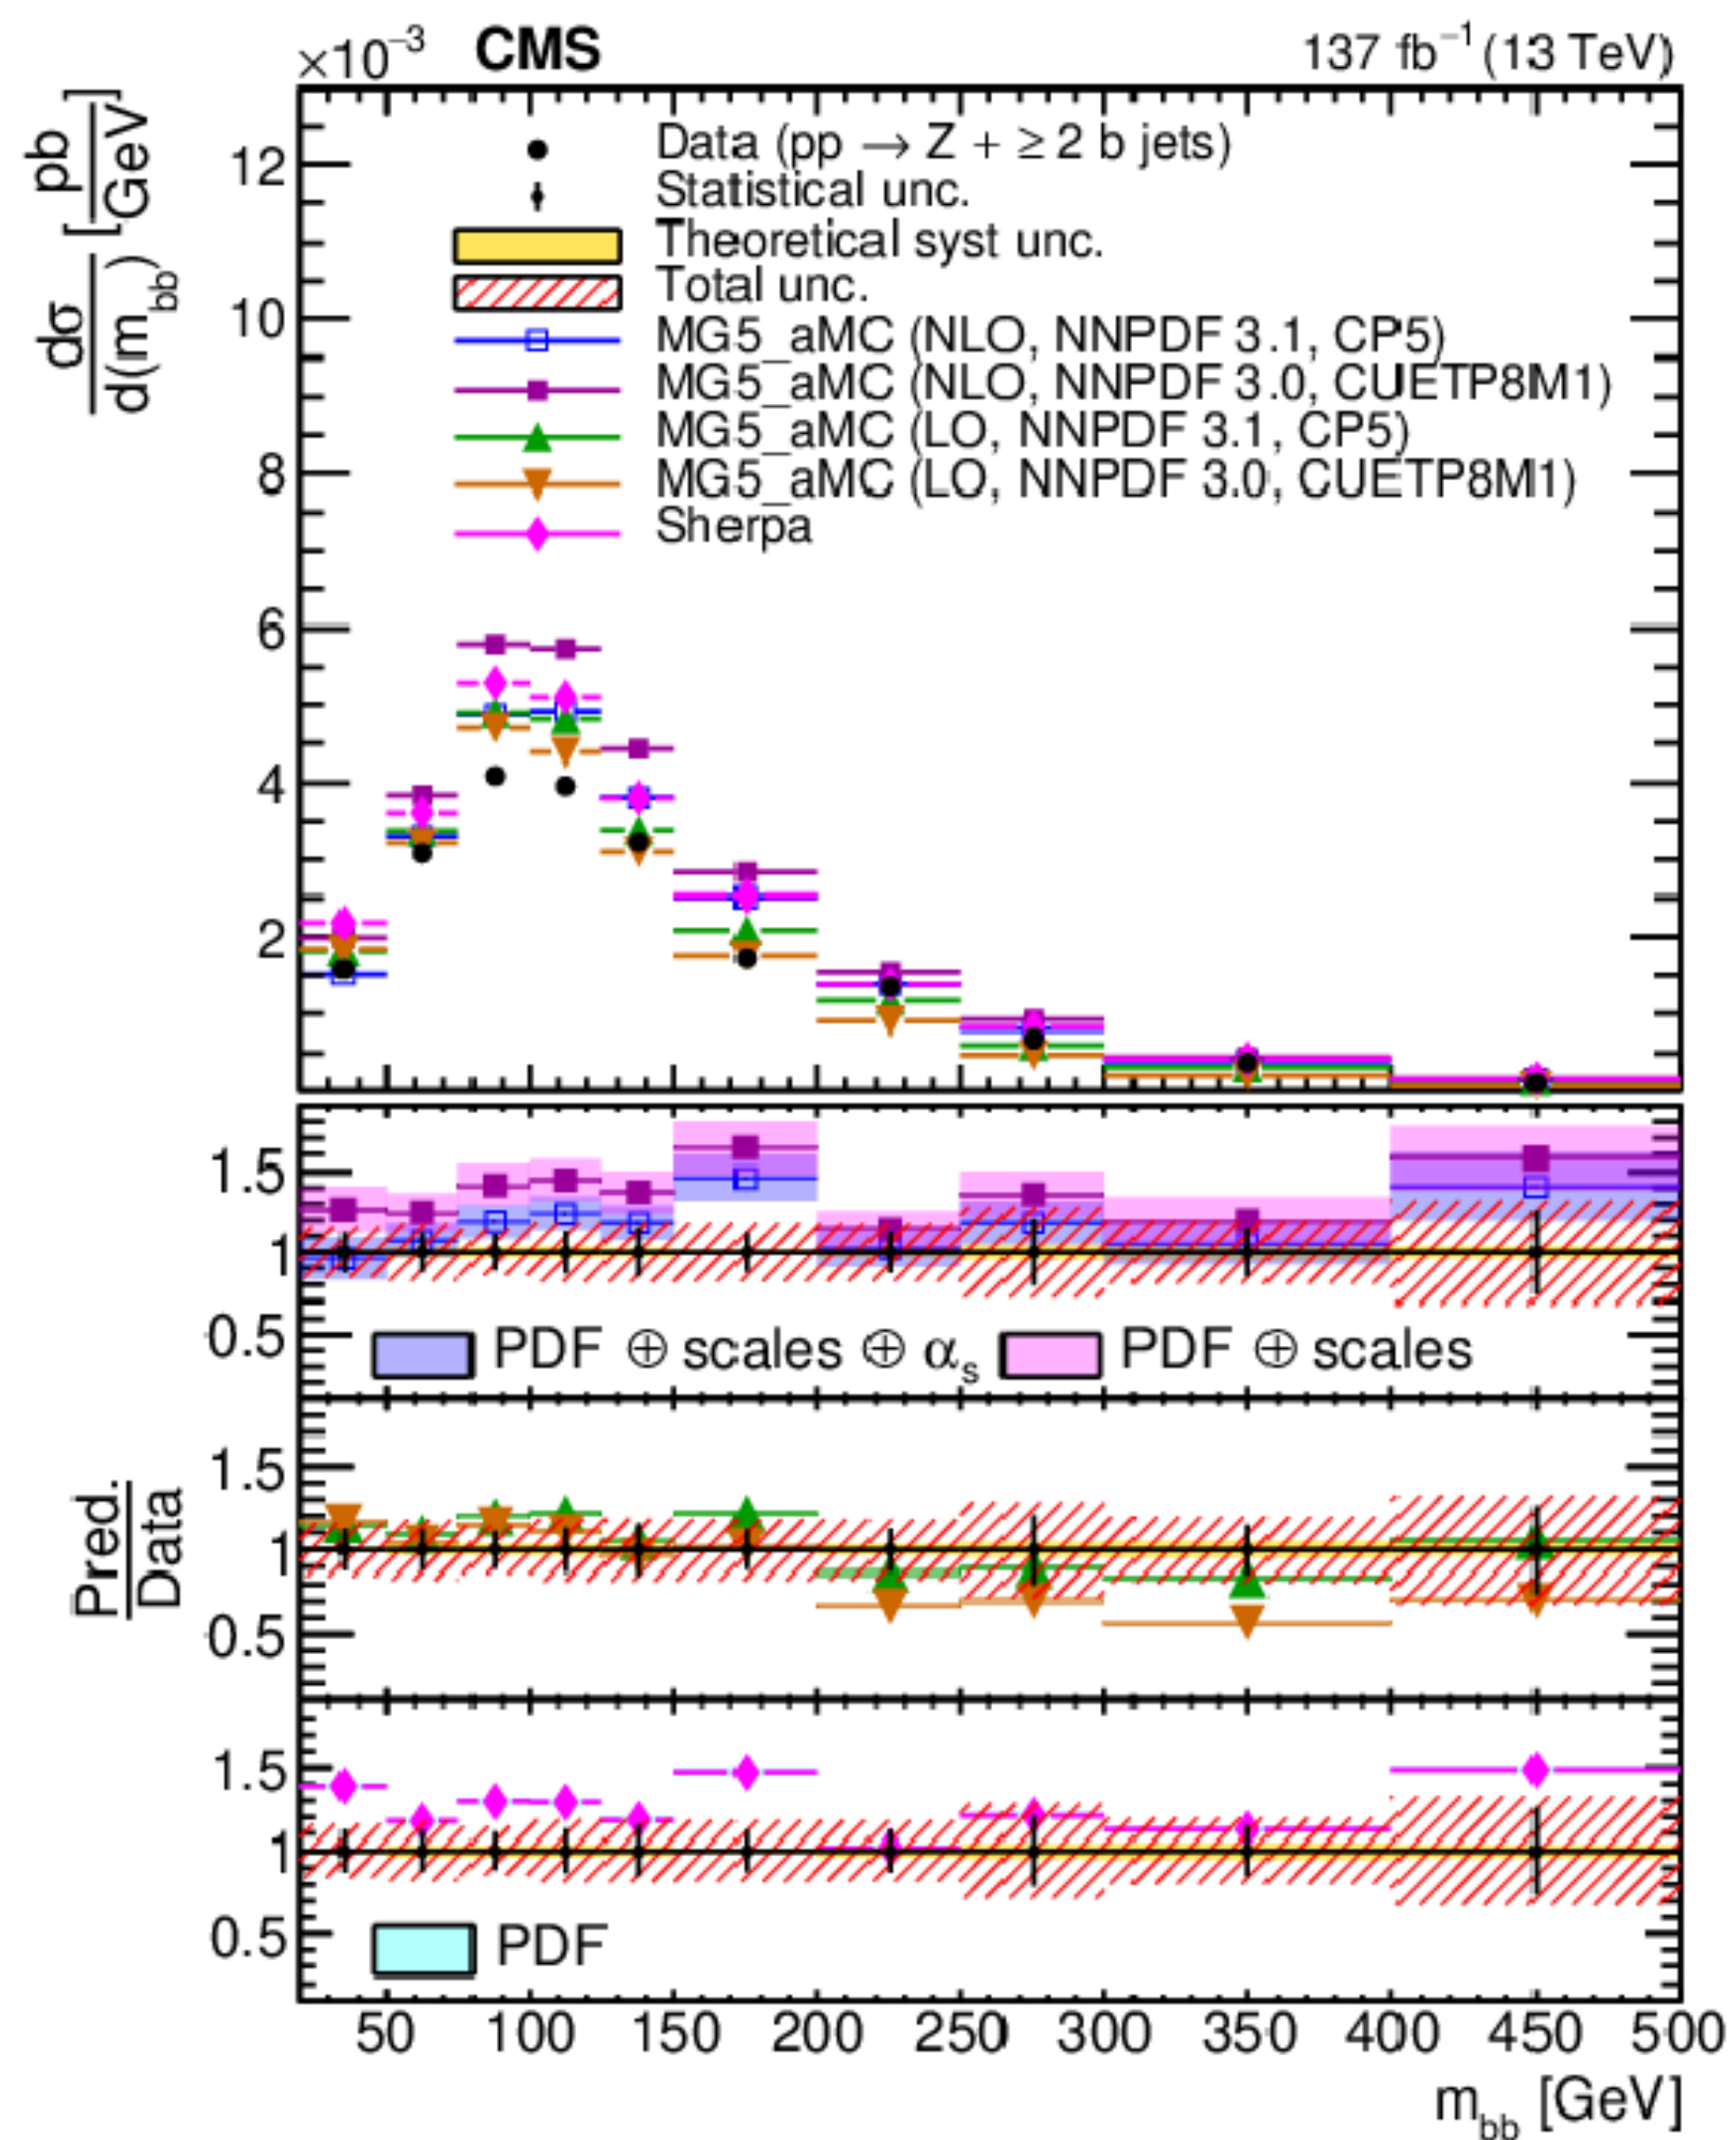 ×10⁻³ CMS 137 fb⁻¹ (13 TeV)
dσ/d(m_bb) [pb/GeV]
Data (pp → Z + ≥ 2 b jets)
Statistical unc.
Theoretical syst unc.
Total unc.
MG5_aMC (NLO, NNPDF 3.1, CP5)
MG5_aMC (NLO, NNPDF 3.0, CUETP8M1)
MG5_aMC (LO, NNPDF 3.1, CP5)
MG5_aMC (LO, NNPDF 3.0, CUETP8M1)
Sherpa
12
10
8
6
4
2
1.5
1
0.5
PDF ⊕ scales ⊕ α_s PDF ⊕ scales
Pred./Data
1.5
1
0.5
1.5
1
0.5
PDF
50 100 150 200 250 300 350 400 450 500
m_bb [GeV]